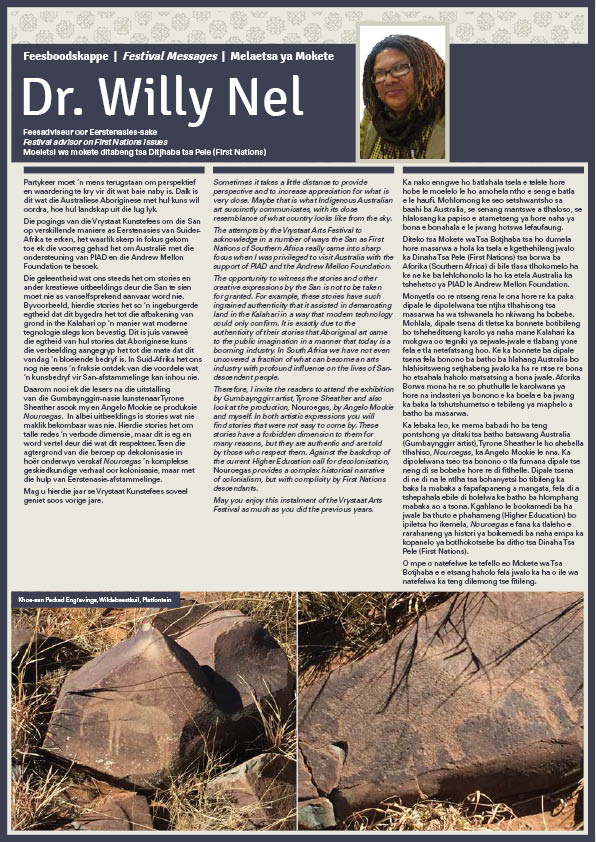 Feesboodskappe | Festival Messages | Melaetsa ya Mokete
Dr. Willy Nel
Feesadviseur oor Eerstenasies-sake
Festival advisor on First Nations issues
Moeletsi wa mokete ditabeng tsa Ditjhaba tsa Pele (First Nations)
Partykeer moet 'n mens terugstaan om perspektief
en waardering te kry vir dit wat baie naby is. Dalk is
dit wat die Australiese Aborigine met hul kuns wil
oordra, hoe hul landskap uit die lug lyk.
Die pogings van die Vrystaat Kunstefees om die San
op verskillende maniere as Eerstenasies van Suider-
Afrika te erken, het waarlik skerp in fokus gekom
toe ek die voorreg gehad het om Australië met die
ondersteuning van PIAD en die Andrew Mellon
Foundation te besoek.
Die geleentheid wat ons steeds het om stories en
ander kreatiewe uitbeeldings deur die San te sien
moet nie as vanselfsprekend aanvaar word nie.
Byvoorbeeld, hierdie stories het so 'n ingeburgerde
egtheid dat dit bygedra het tot die afbakening van
grond in the Kalahari op 'n manier wat moderne
tegnologie slegs kon bevestig. Dit is juis vanweë
die egtheid van hul stories dat Aboriginese kuns
die verbeelding aangegryp het tot die mate dat dit
vandag 'n bloeiende bedryf is. In Suid-Afrika het ons
nog nie eens 'n fraksie ontdek van die voordele wat
'n kunsbedryf vir San-afstammelinge kan inhou nie.
Daarom nooi ek die lesers na die uitstalling
van die Gumbaynggirr-nasie kunstenaar Tyrone
Sheather asook my en Angelo Mookie se produksie
Nouroegas. In albei uitbeeldings is stories wat nie
maklik bekombaar was nie. Hierdie stories het om
talle redes 'n verbode dimensie, maar dit is eg en
word vertel deur dié wat dit respekteer. Teen die
agtergrond van die beroep op dekolonisasie in
hoër onderwys verskaf Nouroegas 'n komplekse
geskiedkundige verhaal oor kolonisasie, maar met
die hulp van Eerstenasie-afstammelinge.
Mag u hierdie jaar se Vrystaat Kunstefees soveel
geniet soos vorige jare.
Sometimes it takes a little distance to provide
perspective and to increase appreciation for what is
very close. Maybe that is what Indigenous Australian
art succinctly communicates, with its close
resemblance of what country looks like from the sky.
The attempts by the Vrystaat Arts Festival to
acknowledge in a number of ways the San as First
Nations of Southern Africa really came into sharp
focus when I was privileged to visit Australia with the
support of PIAD and the Andrew Mellon Foundation.
The opportunity to witness the stories and other
creative expressions by the San is not to be taken
for granted. For example, these stories have such
ingrained authenticity that it assisted in demarcating
land in the Kalahari in a way that modern technology
could only confirm. It is exactly due to the
authenticity of their stories that Aboriginal art came
to the public imagination in a manner that today is a
booming industry. In South Africa we have not even
uncovered a fraction of what can become an arts
industry with profound influence on the lives of San-
descendent people.
Therefore, I invite the readers to attend the exhibition
by Gumbaynggirr artist, Tyrone Sheather and also
look at the production, Nouroegas, by Angelo Mookie
and myself. In both artistic expressions you will
find stories that were not easy to come by. These
stories have a forbidden dimension to them for
many reasons, but they are authentic and are told
by those who respect them. Against the backdrop of
the current Higher Education call for decolonisation,
Nouroegas provides a complex historical narrative
of colonialism, but with complicity by First Nations
descendants.
May you enjoy this instalment of the Vrystaat Arts
Festival as much as you did the previous years.
Ka nako enngwe ho batlahala tsela e telele hore
hobe le moelelo le ho amohela ntho e seng e batla
e le haufi. Mohlomong ke seo setshwantsho sa
baahi ba Australia, se senang mantswe a tlhaloso, se
hlalosang ka papiso e atametseng ya hore naha ya
bona e bonahala e le jwang hotswa lefaufaung.
Diteko tsa Mokete wa Tsa Botjhaba tsa ho dumela
hore masarwa a hola ka tsela e kgethehileng jwalo
ka Dinaha Tsa Pele (First Nations) tsa borwa ba
Aforika (Southern Africa) di bile tlasa tlhokomelo ha
ke ne ke ba lehlohonolo la ho ka etela Australia ka
tshehetso ya PIAD le Andrew Mellon Foundation.
Monyetla oo re ntseng rena le ona hore re ka paka
dipale le dipolelwana tse ntjha tlhahisong tsa
masarwa ha wa tshwanela ho nkiwang ha bobebe.
Mohlala, dipale tsena di tletse ka bonnete botibileng
bo tsheheditseng karolo ya naha mane Kalahari ka
mokgwa oo tegniki ya sejwale-jwale e tlabang yone
fela e tla netefatsang hoo. Ke ka bonnete ba dipale
tsena fela bonono ba batho ba hlahang Australia bo
hlahisitsweng setjhabeng jwalo ka ha re ntse re bona
ho etsahala haholo matsatsing a hona jwale. Aforika
Borwa mona ha re so phuthulle le karolwana ya
hore na indasteri ya bonono e ka boela e ba jwang
ka baka la tshutshumetso e tebileng ya maphelo a
batho ba masarwa.
Ka lebaka leo, ke mema babadi ho ba teng
pontshong ya ditaki tsa batho batswang Australia
(Gumbaynggirr artist), Tyrone Sheather le ho shebella
tlhahiso, Nouroegas, ka Angelo Mookie le nna. Ka
dipolelwana tseo tsa bonono o tla fumana dipale tse
neng di se bobebe hore re di fitlhelle. Dipale tsena
di ne di na le ntlha tsa bohanyetsi bo tibileng ka
baka la mabaka a fapafapaneng a mangata, fela di a
tshepahala ebile di bolelwa ke batho ba hlomphang
mabaka ao a tsona. Kgahlano le bookamedi ba ha
jwale ba thuto e phahameng (Higher Education) bo
ipiletsa ho ikemela, Nouroegas e fana ka tlaleho e
rarahaneng ya histori ya boikemedi ba naha empa ka
kopanelo ya botlhokotsebe ba ditho tsa Dinaha Tsa
Pele (First Nations).
O mpe o natefelwe ke tefello eo Mokete wa Tsa
Botjhaba e e etsang haholo fela jwalo ka ha o ile wa
natefelwa ka teng dilemong tse fitileng.
Khoe-san Pecked Engravings, Wildebeestkuil, Platfontein